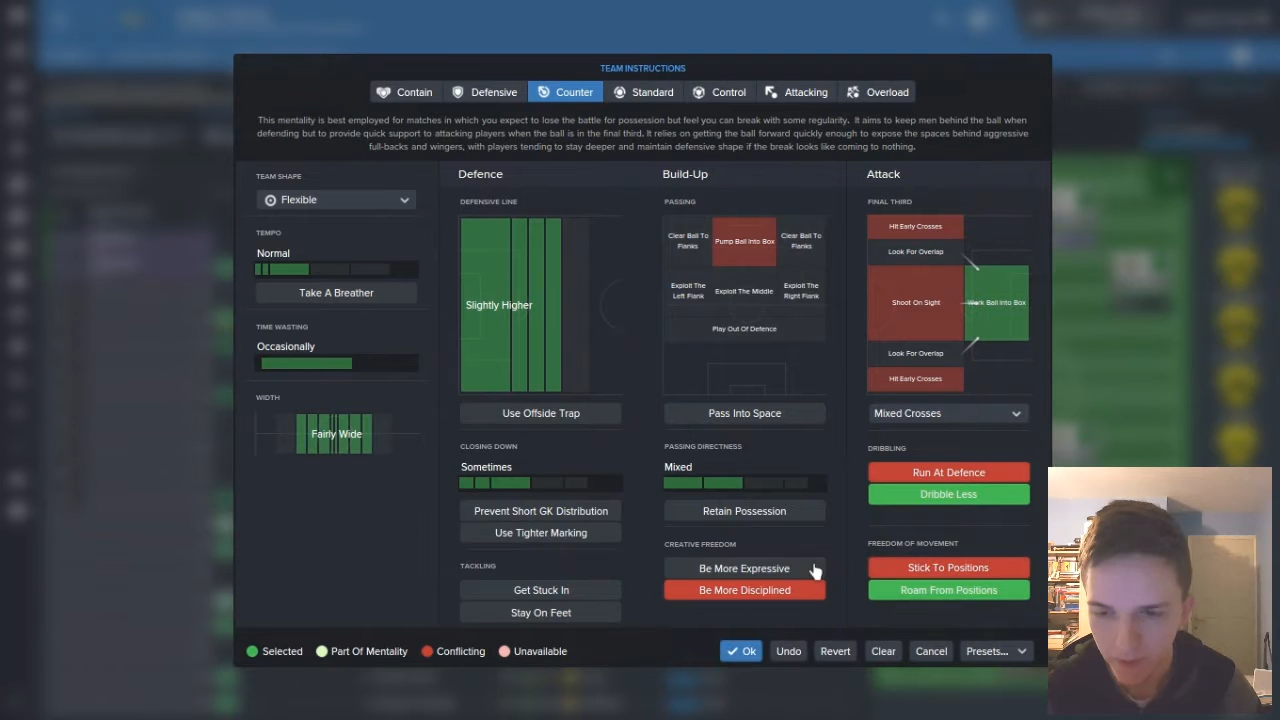 TEAM INSTRUCTIONS
Contain
Defensive
Counter
Standard
Control
Attacking
Overload
This mentality is best employed for matches in which you expect to lose the battle for possession but feel you can break with some regularity. It aims to keep men behind the ball when
defending but to provide quick support to attacking players when the ball is in the final third. It relies on getting the ball forward quickly enough to expose the spaces behind aggressive
full-backs and wingers, with players tending to stay deeper and maintain defensive shape if the break looks like coming to nothing.
TEAM SHAPE
Flexible
TEMPO
Normal
Take A Breather
TIME WASTING
Occasionally
WIDTH
Fairly Wide
Defence
DEFENSIVE LINE
Slightly Higher
Use Offside Trap
CLOSING DOWN
Sometimes
Prevent Short GK Distribution
Use Tighter Marking
TACKLING
Get Stuck In
Stay On Feet
Build-Up
PASSING
Clear Ball To
Flanks
Pump Ball Into Box
Clear Ball To
Flanks
Exploit The
Left Flank
Exploit The Middle
Exploit The
Right Flank
Play Out Of Defence
Pass Into Space
PASSING DIRECTNESS
Mixed
Retain Possession
CREATIVE FREEDOM
Be More Expressive
Be More Disciplined
Attack
FINAL THIRD
Hit Early Crosses
Look For Overlap
Shoot On Sight
Work Ball Into Box
Look For Overlap
Hit Early Crosses
Mixed Crosses
DRIBBLING
Run At Defence
Dribble Less
FREEDOM OF MOVEMENT
Stick To Positions
Roam From Positions
Selected
Part Of Mentality
Conflicting
Unavailable
Ok
Undo
Revert
Clear
Cancel
Presets...